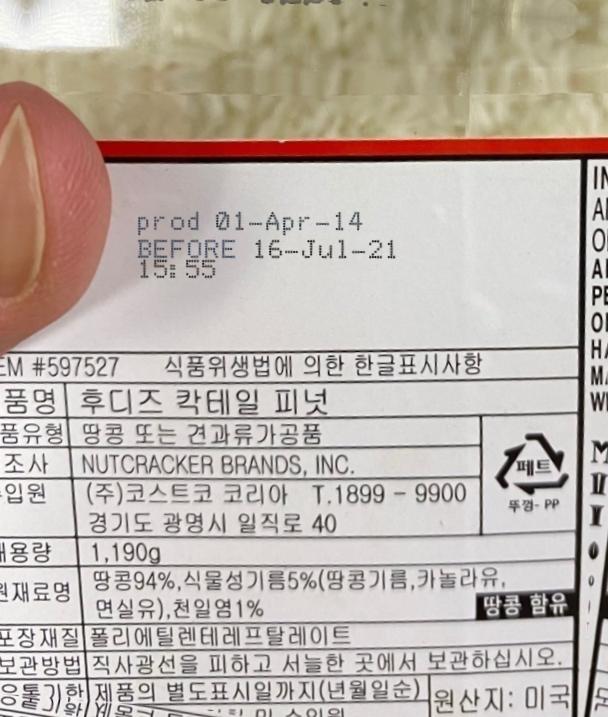 prod 01-Apr-14
BEFORE 16-Jul-21
15:55
EM #597527 식품위생법에 의한 한글표시사항
품명 후디즈 칵테일 피넛
품유형 땅콩 또는 견과류가공품
조사 NUTCRACKER BRANDS, INC.
입원 (주)코스트코 코리아 T.1899 - 9900
경기도 광명시 일직로 40
페트
뚜껑- PP
내용량 1,190g
원재료명 땅콩94%,식물성기름5%(땅콩기름,카놀라유,
면실유),천일염1%
땅콩 함유
포장재질 폴리에틸렌테레프탈레이트
보관방법 직사광선을 피하고 서늘한 곳에서 보관하십시오.
제품의 별도표시일까지(년월일순)
원산지: 미국